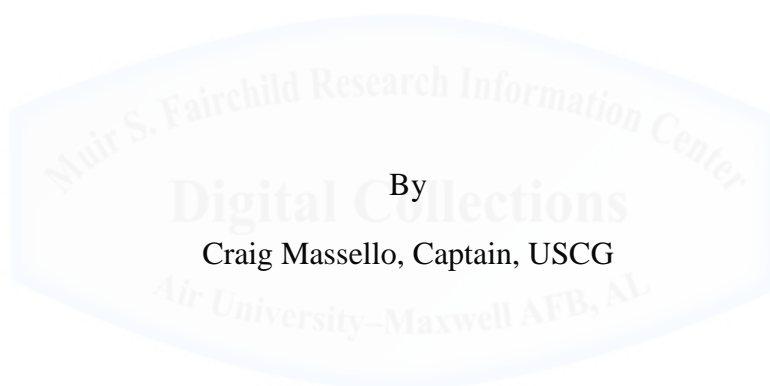 Muir S. Fairchild Research Information Center
Digital Collections
By
Craig Massello, Captain, USCG
Air University–Maxwell AFB, AL